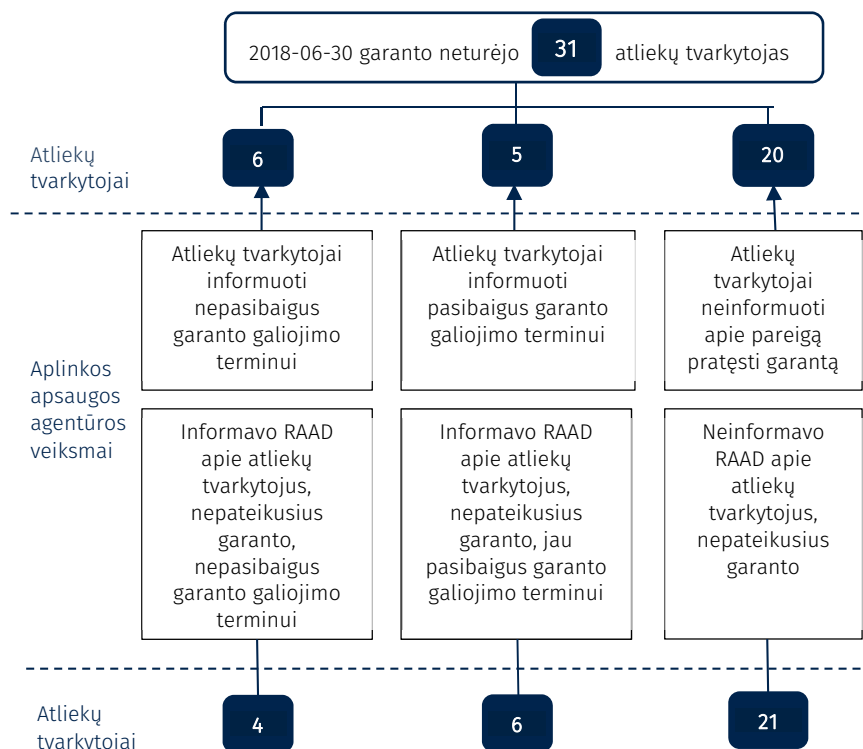 2018-06-30 garanto neturėjo 31 atliekų tvarkytojas
Atliekų
tvarkytojai
6
5
20
Aplinkos
apsaugos
agentūros
veiksmai
Atliekų tvarkytojai
informuoti
nepasibaigus
garanto galiojimo
terminui
Atliekų tvarkytojai
informuoti
pasibaigus garanto
galiojimo terminui
Atliekų
tvarkytojai
neinformuoti
apie pareigą
pratęsti garantą
Informavo RAAD
apie atliekų
tvarkytojus,
nepateikusius
garanto,
nepasibaigus
garanto galiojimo
terminui
Informavo RAAD
apie atliekų
tvarkytojus,
nepateikusius
garanto, jau
pasibaigus garanto
galiojimo terminui
Neinformavo
RAAD apie
atliekų
tvarkytojus,
nepateikusius
garanto
Atliekų
tvarkytojai
4
6
21